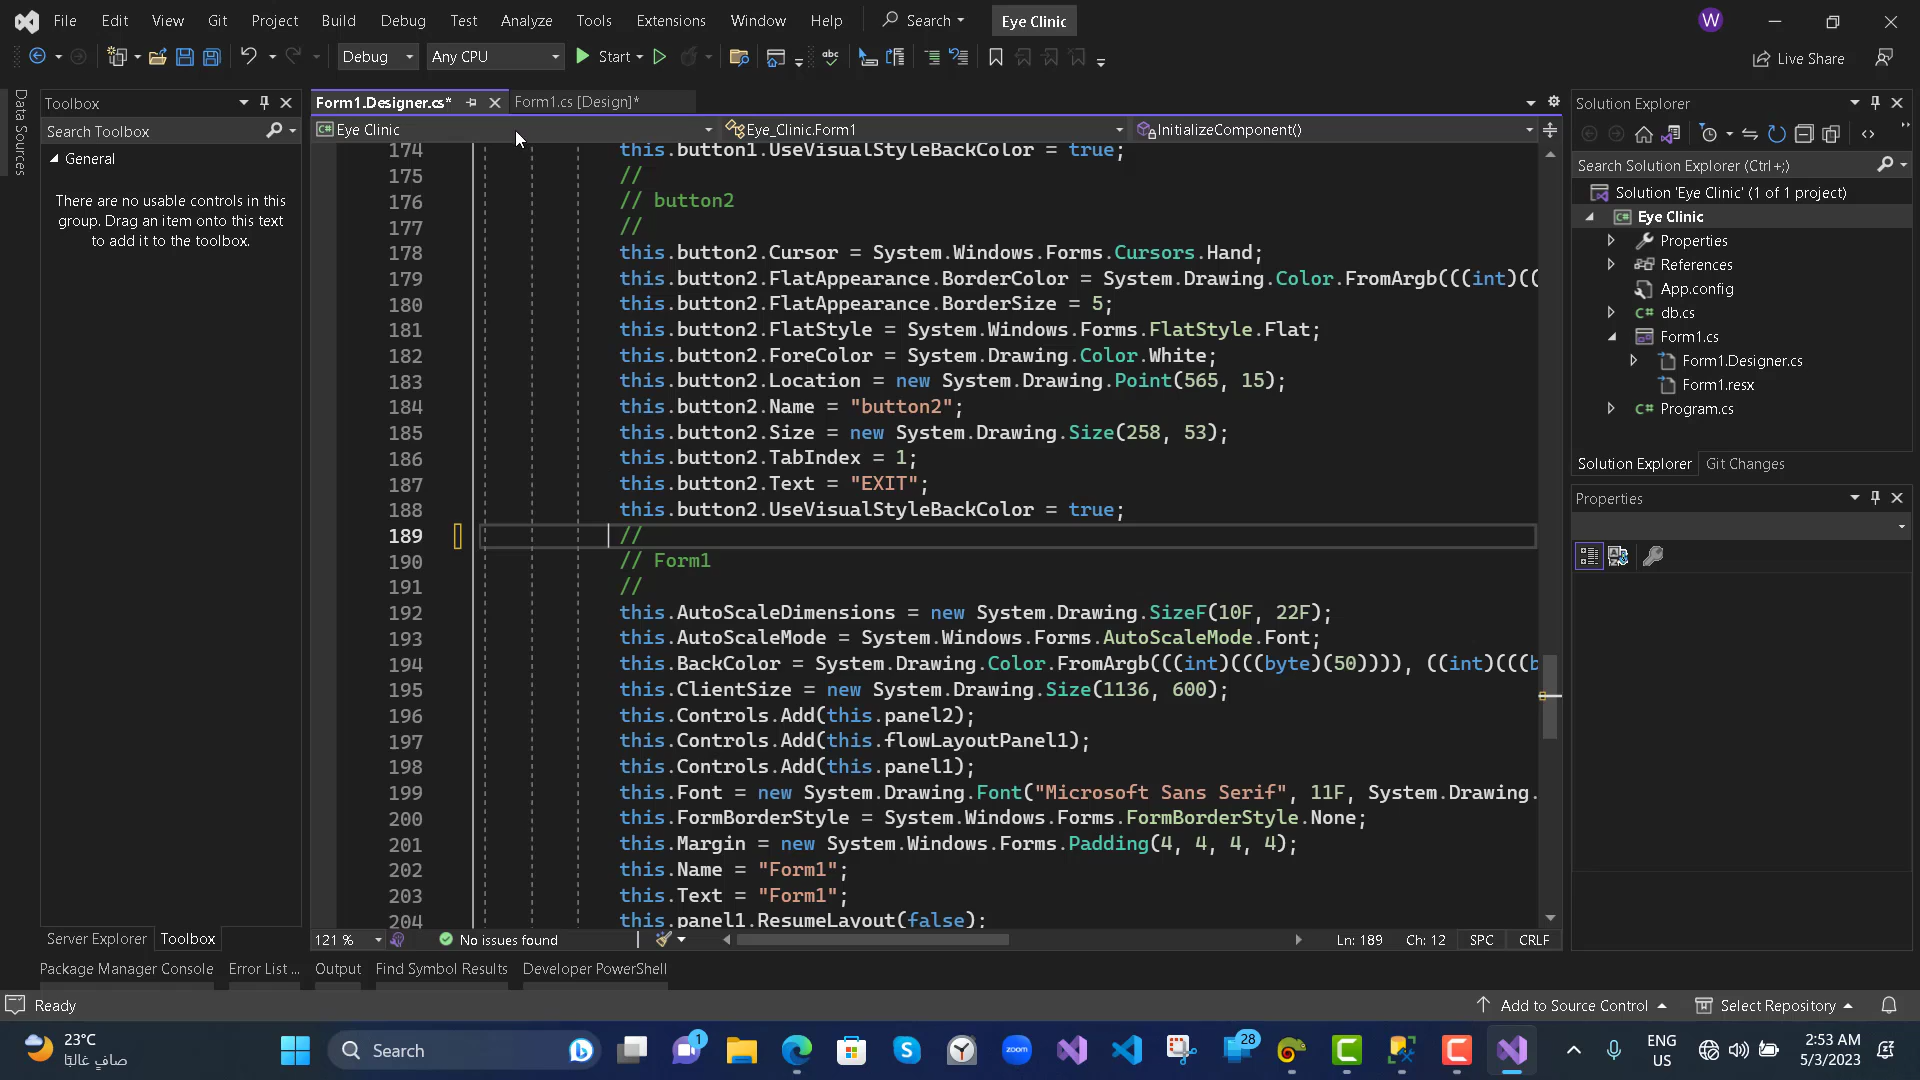 File Edit View Git Project Build Debug Test Analyze Tools Extensions Window Help Search Eye Clinic W
Debug Any CPU Start Live Share
Data Sources
Toolbox
Search Toolbox
General
There are no usable controls in this
group. Drag an item onto this text
to add it to the toolbox.
Server Explorer Toolbox
Form1.Designer.cs* Form1.cs [Design]*
Eye Clinic Eye_Clinic.Form1 InitializeComponent()
174 this.button1.UseVisualStyleBackColor = true;
175 //
176 // button2
177 //
178 this.button2.Cursor = System.Windows.Forms.Cursors.Hand;
179 this.button2.FlatAppearance.BorderColor = System.Drawing.Color.FromArgb(((int)((
180 this.button2.FlatAppearance.BorderSize = 5;
181 this.button2.FlatStyle = System.Windows.Forms.FlatStyle.Flat;
182 this.button2.ForeColor = System.Drawing.Color.White;
183 this.button2.Location = new System.Drawing.Point(565, 15);
184 this.button2.Name = "button2";
185 this.button2.Size = new System.Drawing.Size(258, 53);
186 this.button2.TabIndex = 1;
187 this.button2.Text = "EXIT";
188 this.button2.UseVisualStyleBackColor = true;
189 //
190 // Form1
191 //
192 this.AutoScaleDimensions = new System.Drawing.SizeF(10F, 22F);
193 this.AutoScaleMode = System.Windows.Forms.AutoScaleMode.Font;
194 this.BackColor = System.Drawing.Color.FromArgb(((int)(((byte)(50)))), ((int)(((b
195 this.ClientSize = new System.Drawing.Size(1136, 600);
196 this.Controls.Add(this.panel2);
197 this.Controls.Add(this.flowLayoutPanel1);
198 this.Controls.Add(this.panel1);
199 this.Font = new System.Drawing.Font("Microsoft Sans Serif", 11F, System.Drawing.
200 this.FormBorderStyle = System.Windows.Forms.FormBorderStyle.None;
201 this.Margin = new System.Windows.Forms.Padding(4, 4, 4, 4);
202 this.Name = "Form1";
203 this.Text = "Form1";
204 this.panel1.ResumeLayout(false);
121 % No issues found Ln: 189 Ch: 12 SPC CRLF
Solution Explorer
Search Solution Explorer (Ctrl+;)
Solution 'Eye Clinic' (1 of 1 project)
Eye Clinic
Properties
References
App.config
db.cs
Form1.cs
Form1.Designer.cs
Form1.resx
Program.cs
Solution Explorer Git Changes
Properties
Package Manager Console Error List ... Output Find Symbol Results Developer PowerShell
Ready Add to Source Control Select Repository
23°C
صافٍ غالبًا
Search
1
zoom
28
ENG
US
2:53 AM
5/3/2023